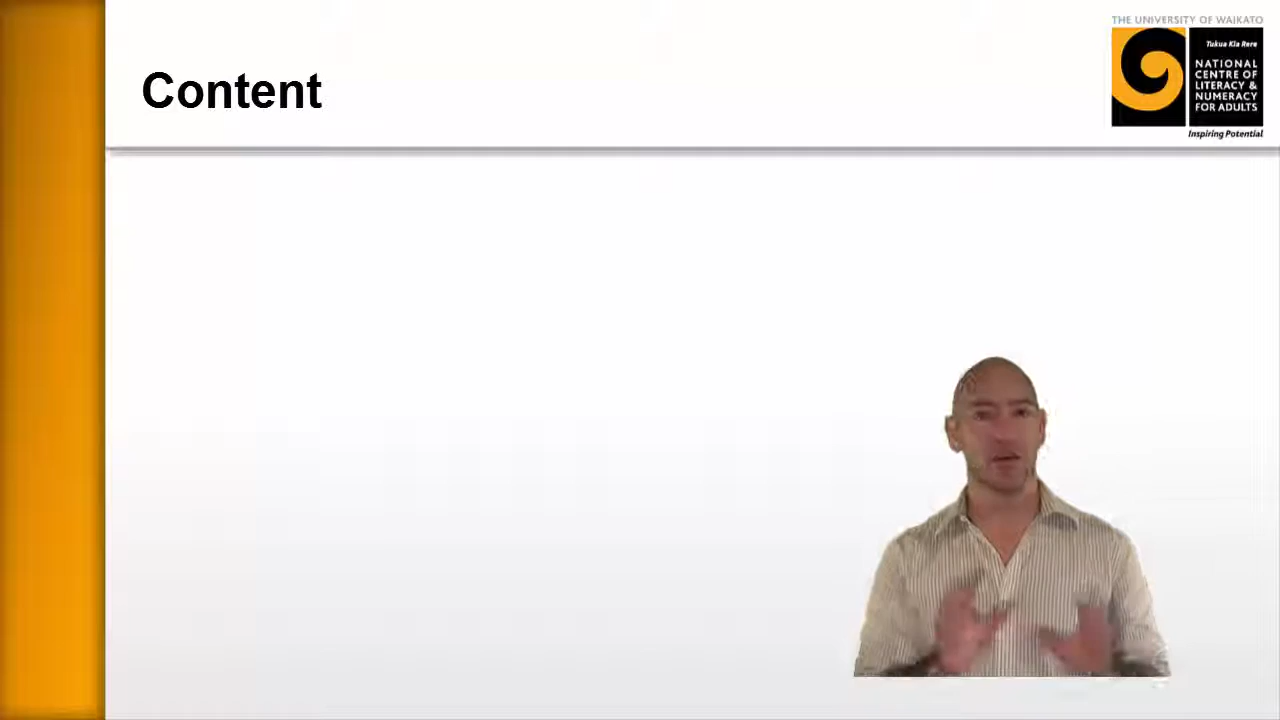 Content
THE UNIVERSITY OF WAIKATO
Tukua Kia Rere
NATIONAL
CENTRE OF
LITERACY &
NUMERACY
FOR ADULTS
Inspiring Potential